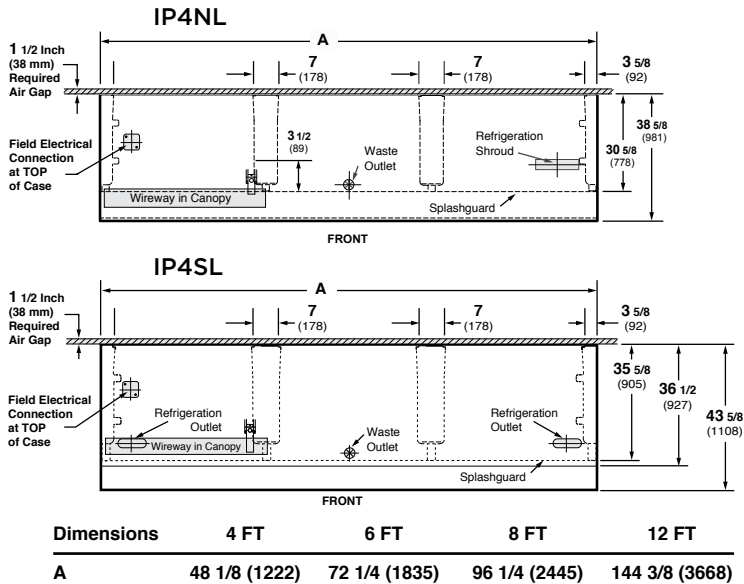 IP4NL
A
1 1/2 Inch
(38 mm)
Required
Air Gap
7
(178)
7
(178)
3 5/8
(92)
Field Electrical
Connection
at TOP
of Case
3 1/2
(89)
Waste
Outlet
Refrigeration
Shroud
30 5/8
(778)
38 5/8
(981)
Wireway in Canopy
Splashguard
FRONT
IP4SL
A
1 1/2 Inch
(38 mm)
Required
Air Gap
7
(178)
7
(178)
3 5/8
(92)
35 5/8
(905)
36 1/2
(927)
43 5/8
(1108)
Field Electrical
Connection
at TOP
of Case
Refrigeration
Outlet
Wireway in Canopy
Waste
Outlet
Refrigeration
Outlet
Splashguard
FRONT
Dimensions 4 FT 6 FT 8 FT 12 FT
A 48 1/8 (1222) 72 1/4 (1835) 96 1/4 (2445) 144 3/8 (3668)